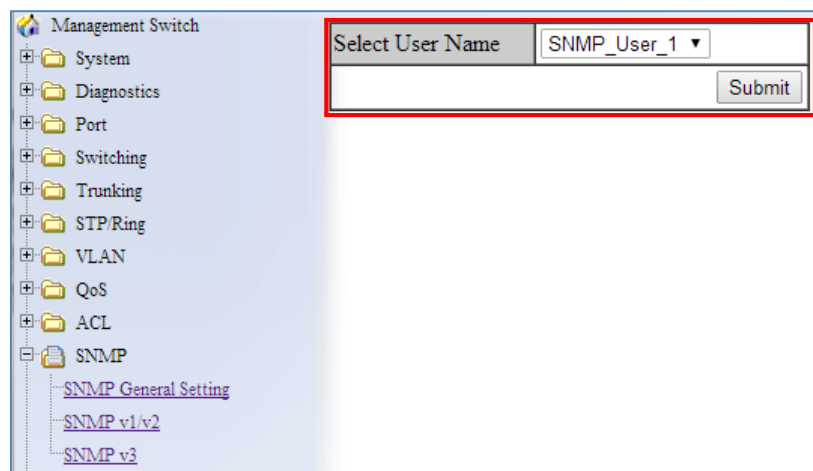 Management Switch
System
Diagnostics
Port
Switching
Trunking
STP/Ring
VLAN
QoS
ACL
SNMP
SNMP General Setting
SNMP v1/v2
SNMP v3
Select User Name
SNMP_User_1
Submit